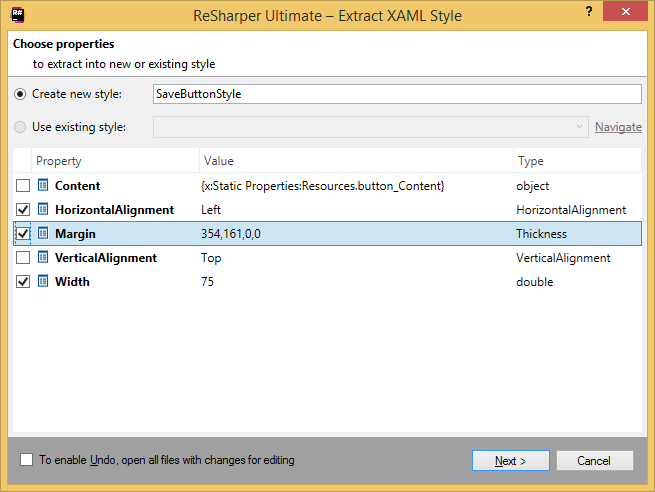 R#
ReSharper Ultimate – Extract XAML Style
?
Choose properties
to extract into new or existing style
Create new style: SaveButtonStyle
Use existing style: Navigate
Property Value Type
Content {x:Static Properties:Resources.button_Content} object
HorizontalAlignment Left HorizontalAlignment
Margin 354,161,0,0 Thickness
VerticalAlignment Top VerticalAlignment
Width 75 double
To enable Undo, open all files with changes for editing Next > Cancel